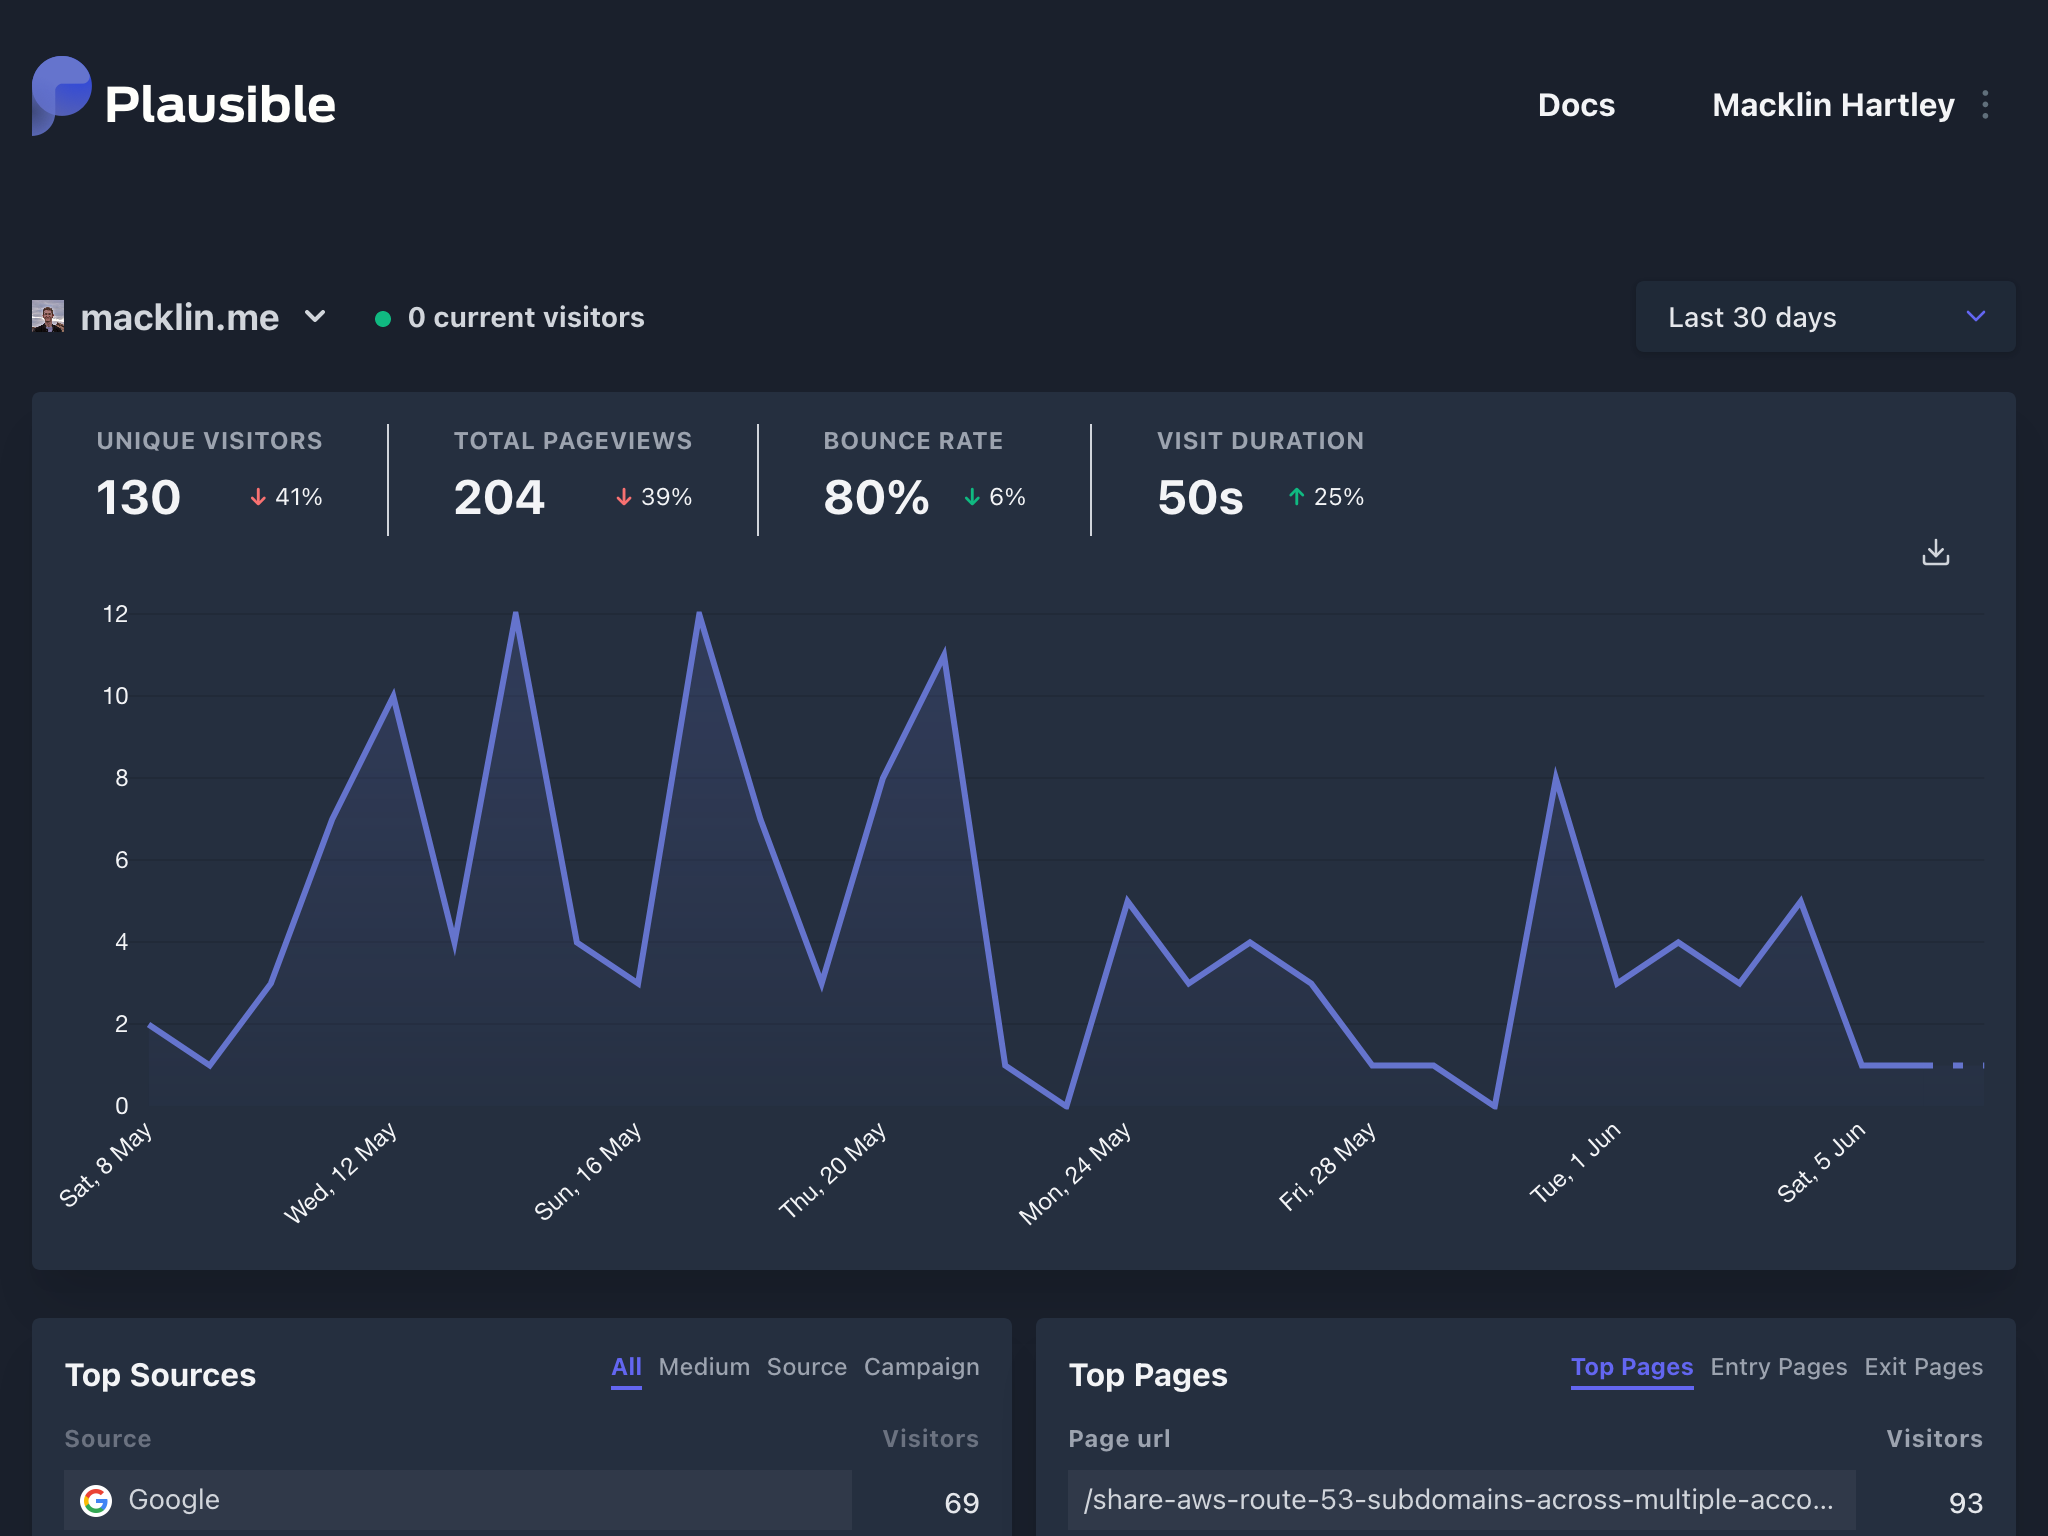 Plausible
Docs
Macklin Hartley
macklin.me
0 current visitors
Last 30 days
UNIQUE VISITORS
130
41%
TOTAL PAGEVIEWS
204
39%
BOUNCE RATE
80%
6%
VISIT DURATION
50s
25%
12
10
8
6
4
2
0
Sat, 8 May
Wed, 12 May
Sun, 16 May
Thu, 20 May
Mon, 24 May
Fri, 28 May
Tue, 1 Jun
Sat, 5 Jun
Top Sources
All Medium Source Campaign
Source Visitors
Google 69
Top Pages
Top Pages Entry Pages Exit Pages
Page url Visitors
/share-aws-route-53-subdomains-across-multiple-acco... 93